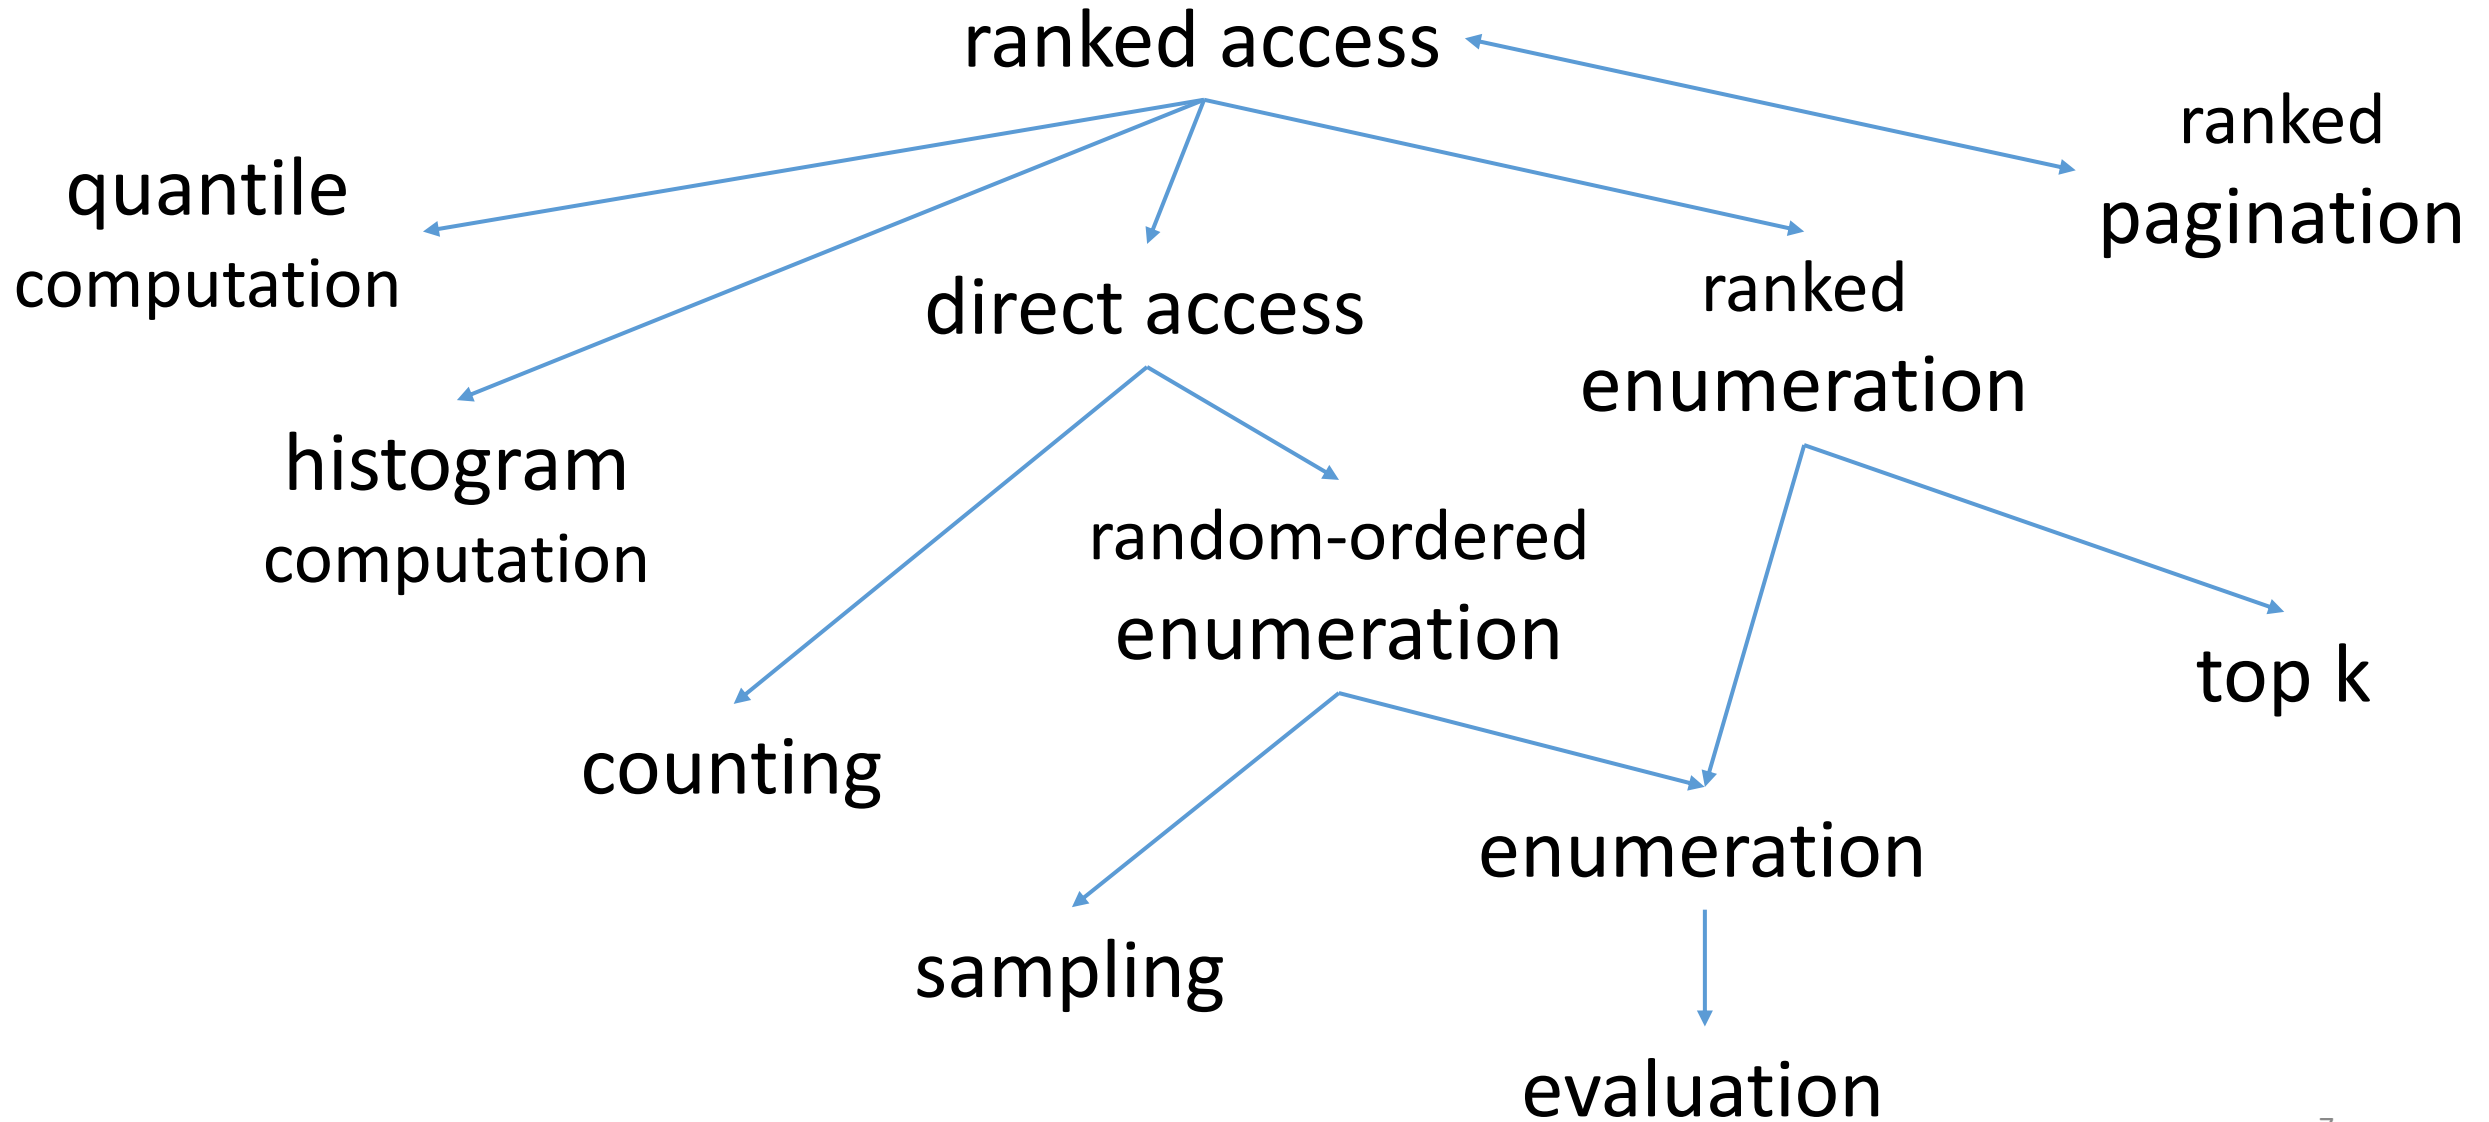 ranked access
ranked
pagination
quantile
computation
direct access
ranked
enumeration
histogram
computation
random-ordered
enumeration
top k
counting
enumeration
sampling
evaluation